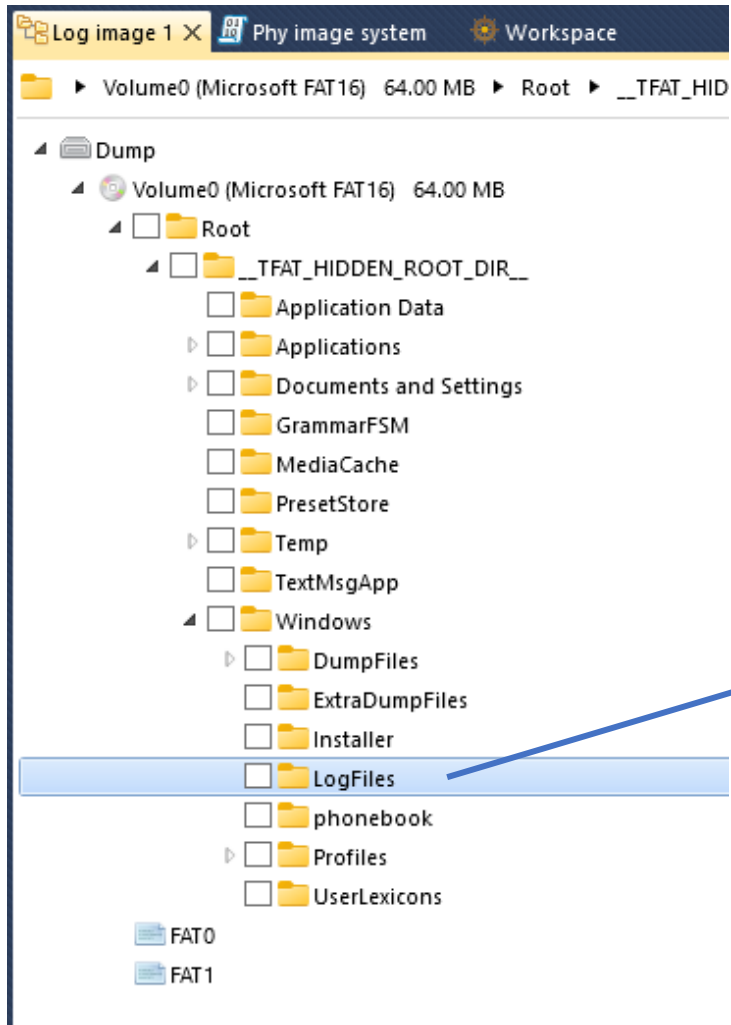 Log image 1 Phy image system Workspace
Volume0 (Microsoft FAT16) 64.00 MB Root __TFAT_HID
Dump
Volume0 (Microsoft FAT16) 64.00 MB
Root
__TFAT_HIDDEN_ROOT_DIR__
Application Data
Applications
Documents and Settings
GrammarFSM
MediaCache
PresetStore
Temp
TextMsgApp
Windows
DumpFiles
ExtraDumpFiles
Installer
LogFiles
phonebook
Profiles
UserLexicons
FAT0
FAT1